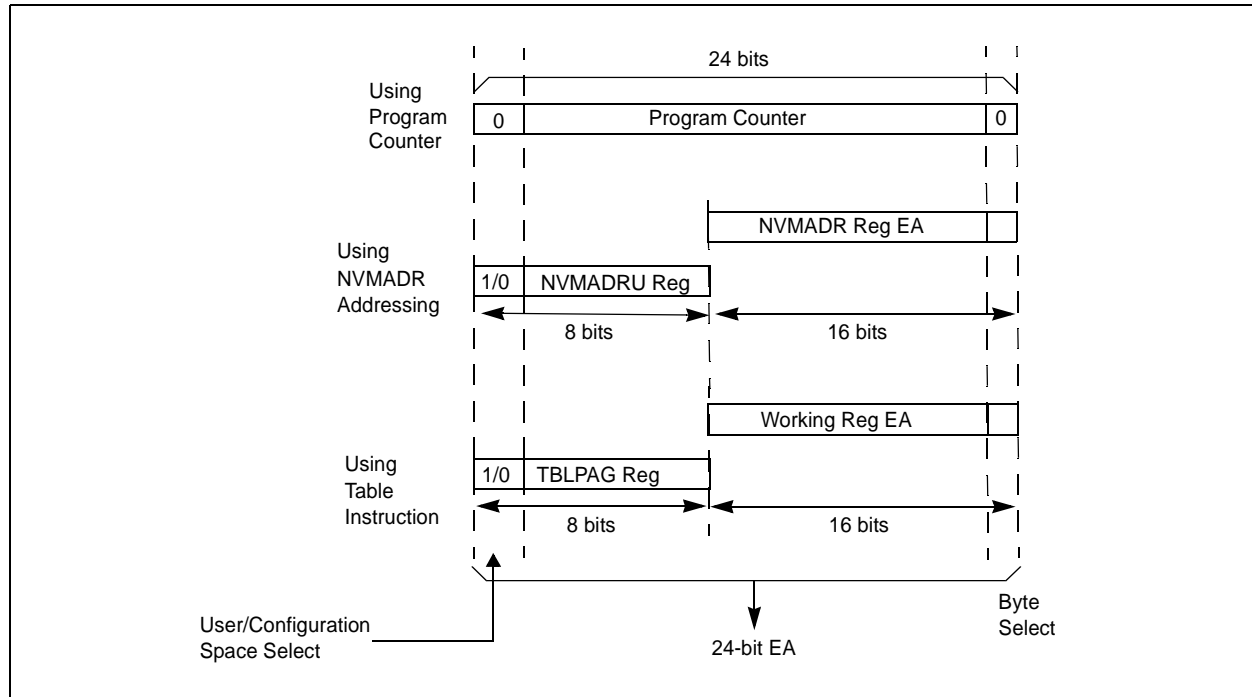 24 bits
Using
Program
Counter
0
Program Counter
0
NVMADR Reg EA
Using
NVMADR
Addressing
1/0
NVMADRU Reg
8 bits
16 bits
Working Reg EA
Using
Table
Instruction
1/0
TBLPAG Reg
8 bits
16 bits
User/Configuration
Space Select
24-bit EA
Byte
Select